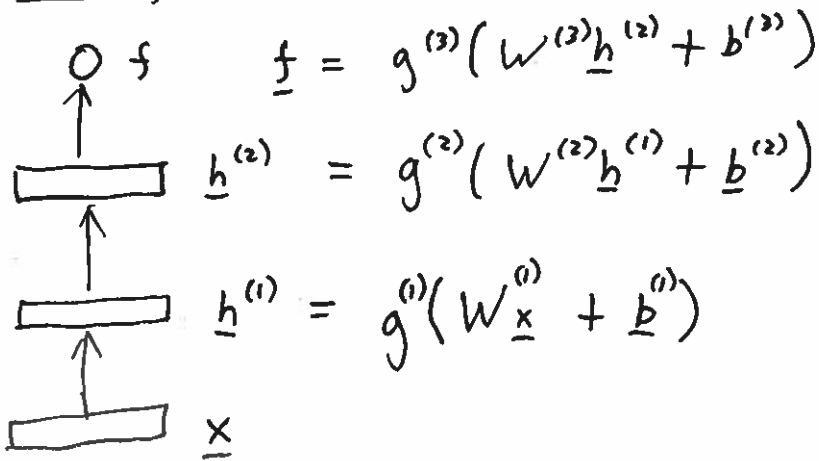 f f = g⁽³⁾(W⁽³⁾h⁽²⁾ + b⁽³⁾)
h⁽²⁾ = g⁽²⁾(W⁽²⁾h⁽¹⁾ + b⁽²⁾)
h⁽¹⁾ = g⁽¹⁾(W⁽¹⁾x + b⁽¹⁾)
x